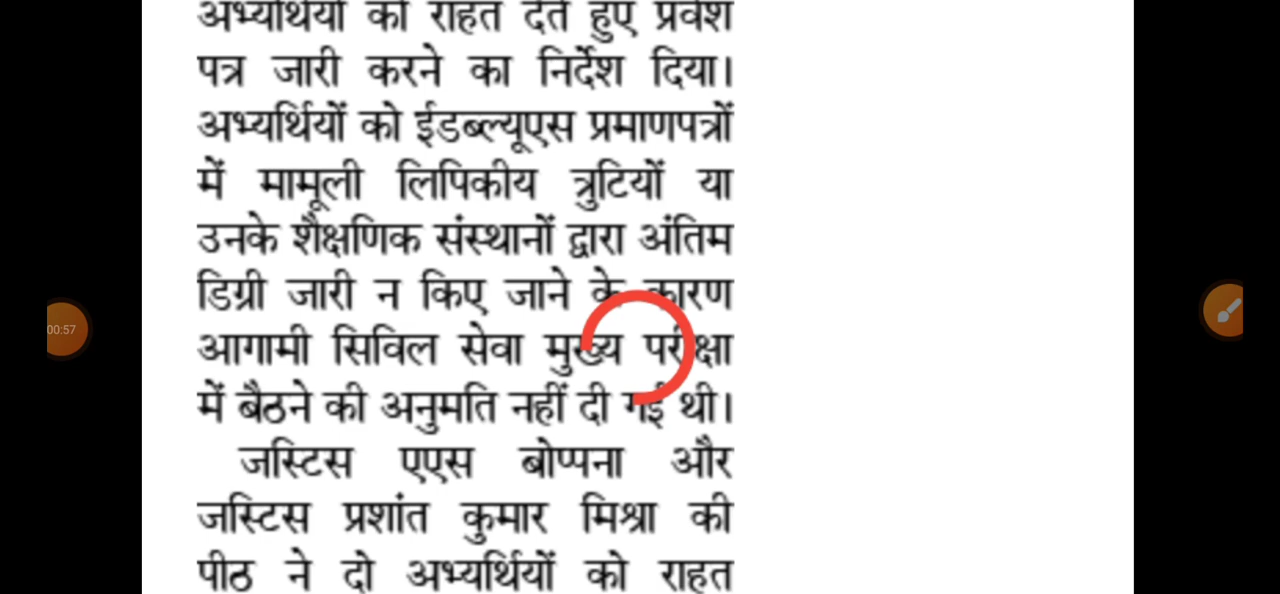 अभ्यर्थियों को राहत देते हुए प्रवेश
पत्र जारी करने का निर्देश दिया।
अभ्यर्थियों को ईडब्ल्यूएस प्रमाणपत्रों
में मामूली लिपिकीय त्रुटियों या
उनके शैक्षणिक संस्थानों द्वारा अंतिम
डिग्री जारी न किए जाने के कारण
आगामी सिविल सेवा मुख्य परीक्षा
में बैठने की अनुमति नहीं दी गई थी।
जस्टिस एएस बोप्पना और
जस्टिस प्रशांत कुमार मिश्रा की
पीठ ने दो अभ्यर्थियों को राहत
00:57